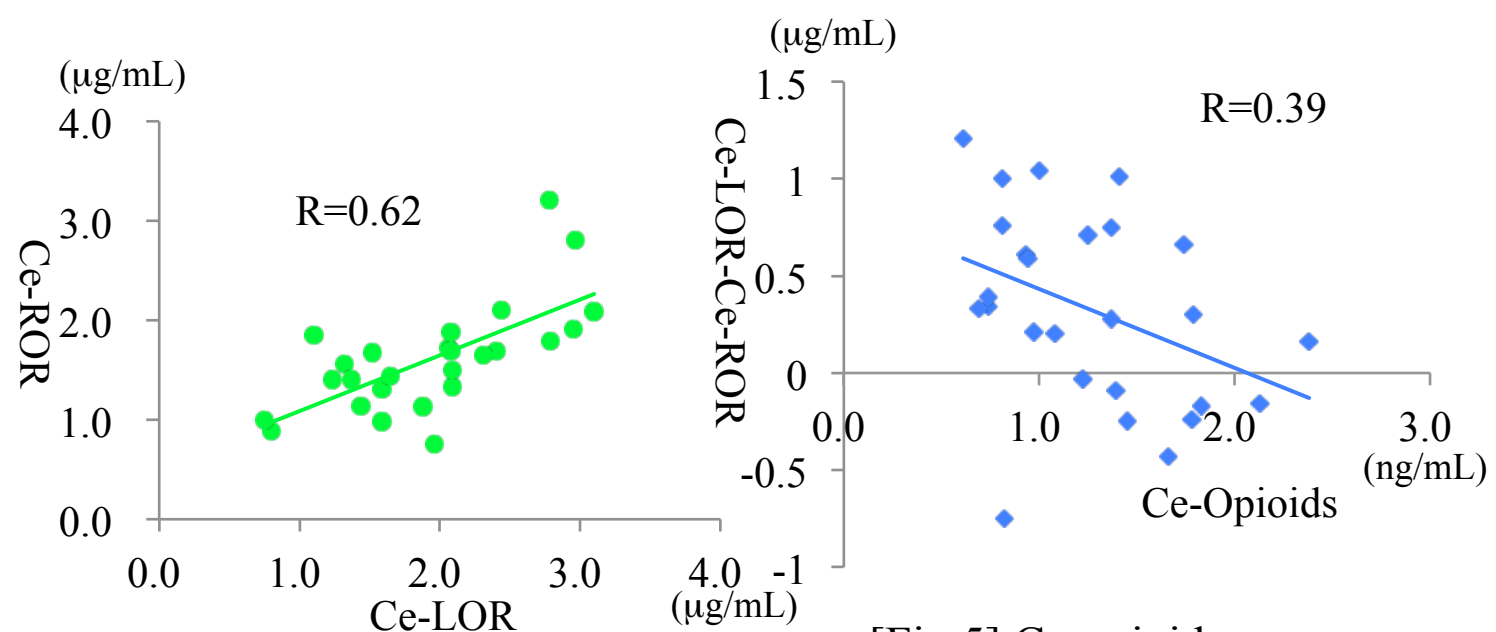 (μg/mL)
4.0
3.0
2.0
1.0
0.0
Ce-ROR
R=0.62
0.0 1.0 2.0 3.0 4.0
Ce-LOR
(μg/mL)
(μg/mL)
1.5
1
0.5
0
-0.5
-1
Ce-LOR-Ce-ROR
R=0.39
0.0 1.0 2.0 3.0
(ng/mL)
Ce-Opioids